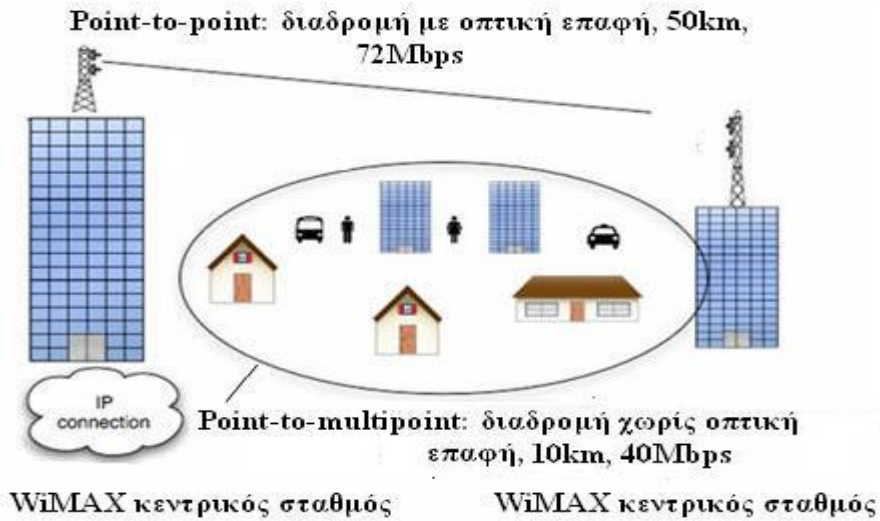 Point-to-point: διαδρομή με οπτική επαφή, 50km,
72Mbps
IP
connection
Point-to-multipoint: διαδρομή χωρίς οπτική
επαφή, 10km, 40Mbps
WiMAX κεντρικός σταθμός
WiMAX κεντρικός σταθμός